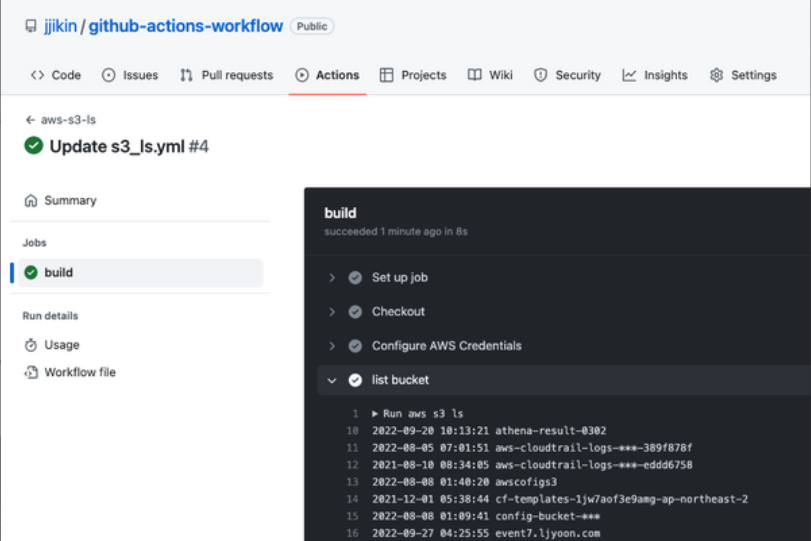 jjikin / github-actions-workflow Public
Code Issues Pull requests Actions Projects Wiki Security Insights Settings
← aws-s3-ls
Update s3_ls.yml #4
Summary
Jobs
build
Run details
Usage
Workflow file
build
succeeded 1 minute ago in 8s
Set up job
Checkout
Configure AWS Credentials
list bucket
1 ▶ Run aws s3 ls
10 2022-09-20 10:13:21 athena-result-0302
11 2022-08-05 07:01:51 aws-cloudtrail-logs-***-389f878f
12 2021-08-10 08:34:05 aws-cloudtrail-logs-***-eddd6758
13 2022-08-08 01:40:20 awscofigs3
14 2021-12-01 05:38:44 cf-templates-1jw7aof3e9amg-ap-northeast-2
15 2022-08-08 01:09:41 config-bucket-***
16 2022-09-27 04:25:55 event7.ljyoon.com